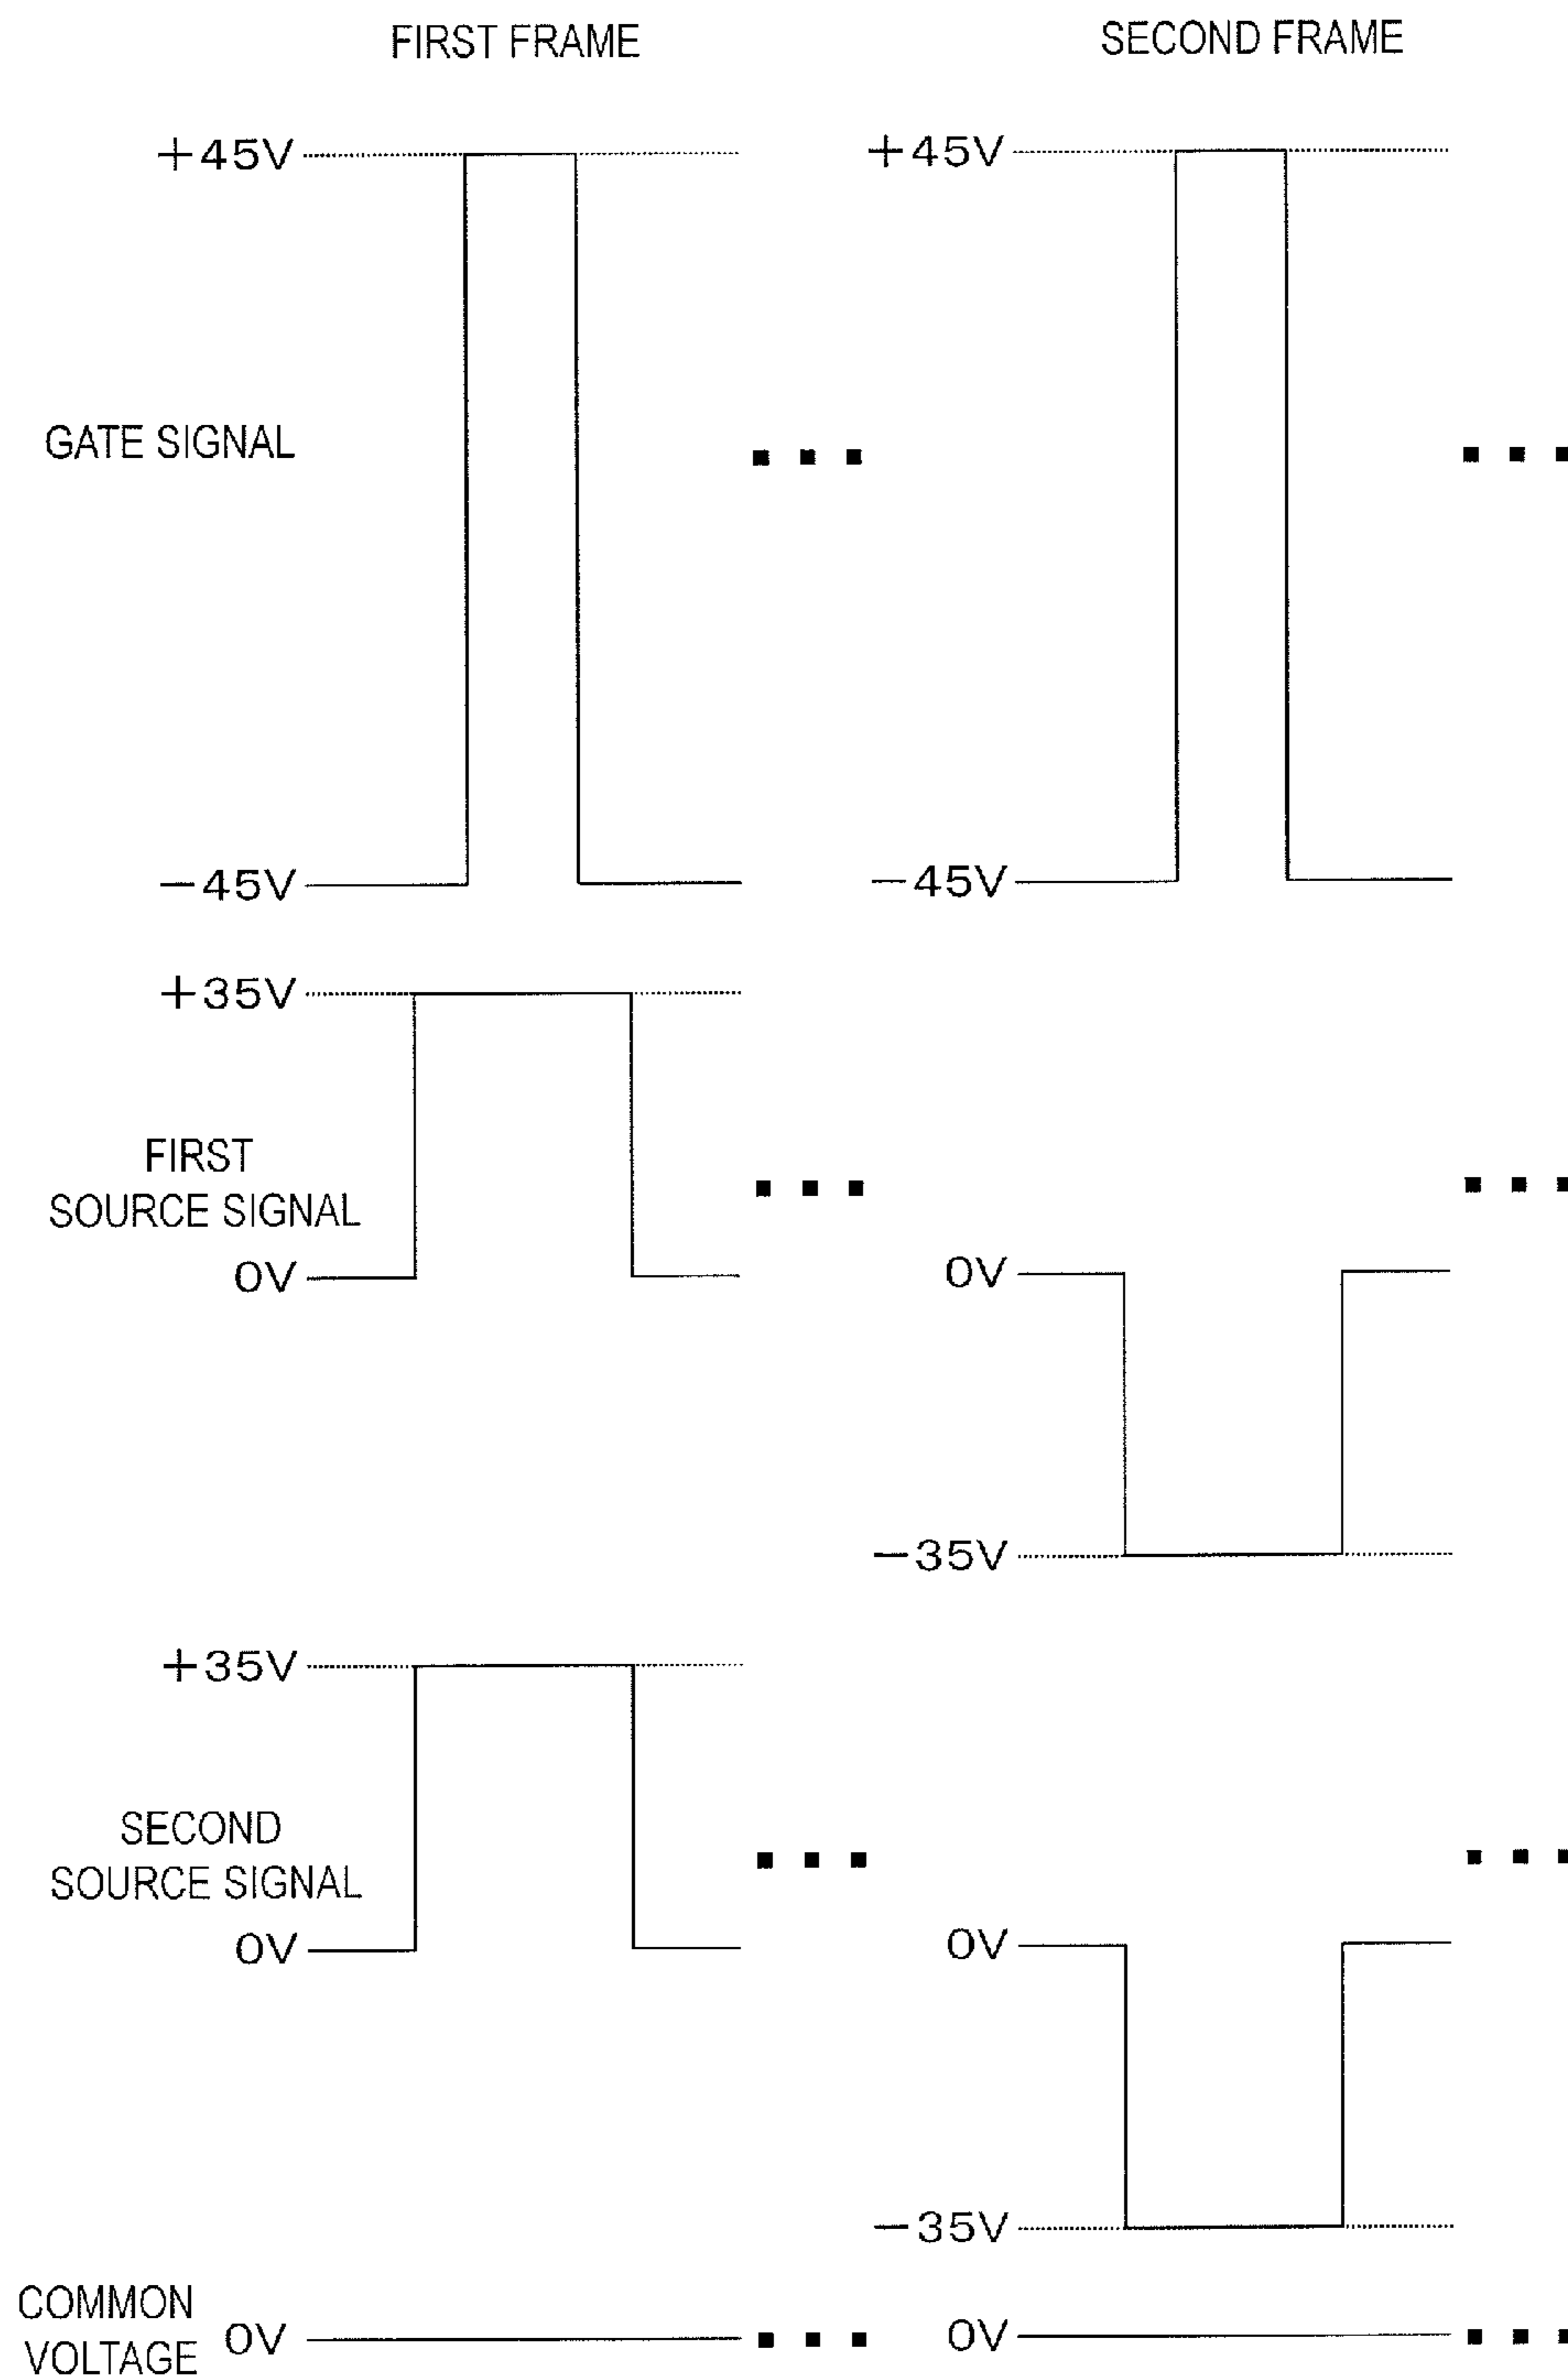 FIRST FRAME
SECOND FRAME
+45V
+45V
GATE SIGNAL
-45V
-45V
+35V
FIRST
SOURCE SIGNAL
0V
0V
-35V
+35V
SECOND
SOURCE SIGNAL
0V
0V
-35V
COMMON
VOLTAGE
0V
0V